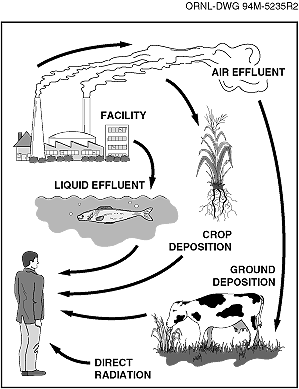 ORNL-DWG 94M-5235R2
AIR EFFLUENT
FACILITY
LIQUID EFFLUENT
CROP
DEPOSITION
GROUND
DEPOSITION
DIRECT
RADIATION